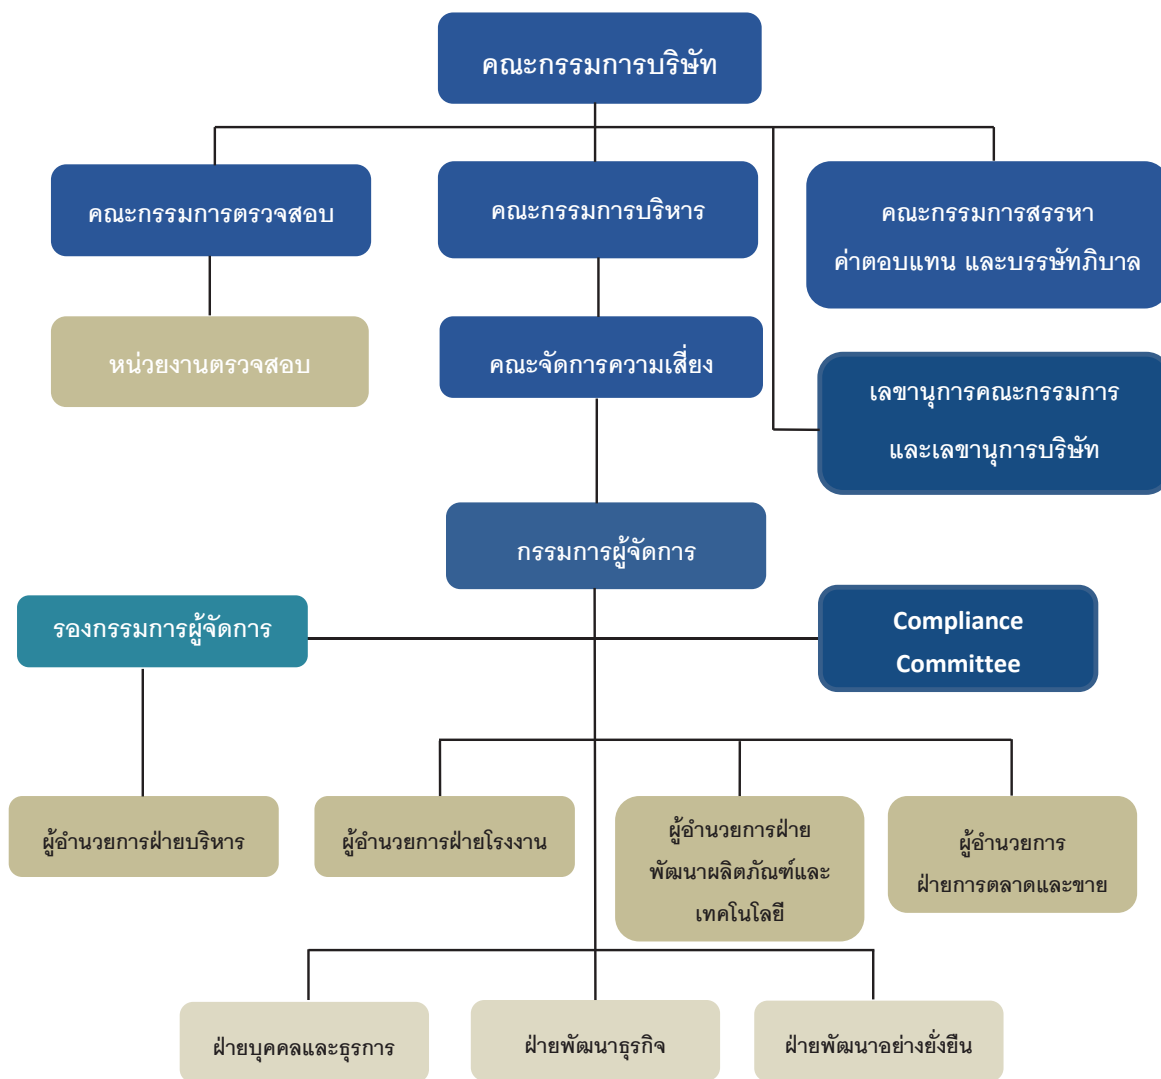 คณะกรรมการบริษัท
คณะกรรมการตรวจสอบ
คณะกรรมการบริหาร
คณะกรรมการสรรหา
ค่าตอบแทน และบรรษัทภิบาล
หน่วยงานตรวจสอบ
คณะจัดการความเสี่ยง
เลขานุการคณะกรรมการ
และเลขานุการบริษัท
กรรมการผู้จัดการ
รองกรรมการผู้จัดการ
Compliance
Committee
ผู้อำนวยการฝ่ายบริหาร
ผู้อำนวยการฝ่ายโรงงาน
ผู้อำนวยการฝ่าย
พัฒนาผลิตภัณฑ์และ
เทคโนโลยี
ผู้อำนวยการ
ฝ่ายการตลาดและขาย
ฝ่ายบุคคลและธุรการ
ฝ่ายพัฒนาธุรกิจ
ฝ่ายพัฒนาอย่างยั่งยืน